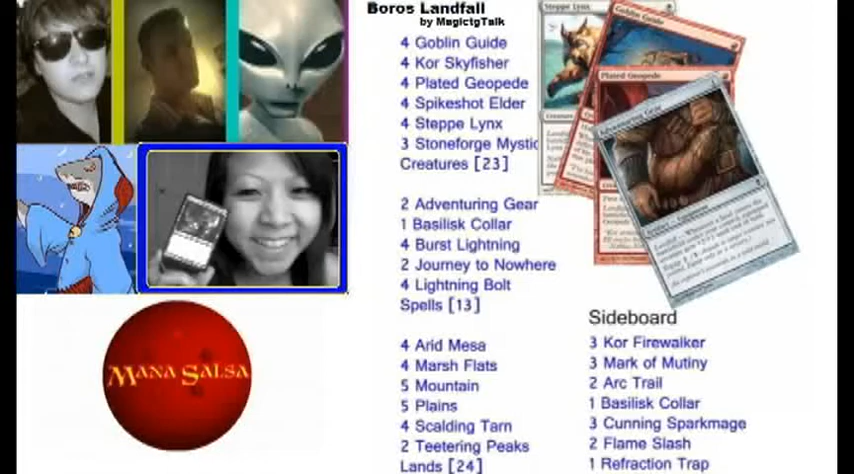 Boros Landfall
by MagictgTalk
4 Goblin Guide
4 Kor Skyfisher
4 Plated Geopede
4 Spikeshot Elder
4 Steppe Lynx
3 Stoneforge Mystic
Creatures [23]
2 Adventuring Gear
1 Basilisk Collar
4 Burst Lightning
2 Journey to Nowhere
4 Lightning Bolt
Spells [13]
4 Arid Mesa
4 Marsh Flats
5 Mountain
5 Plains
4 Scalding Tarn
2 Teetering Peaks
Lands [24]
Steppe Lynx
Goblin Guide
Plated Geopede
Adventuring Gear
Sideboard
3 Kor Firewalker
3 Mark of Mutiny
2 Arc Trail
1 Basilisk Collar
3 Cunning Sparkmage
2 Flame Slash
1 Refraction Trap
MANA SALSA